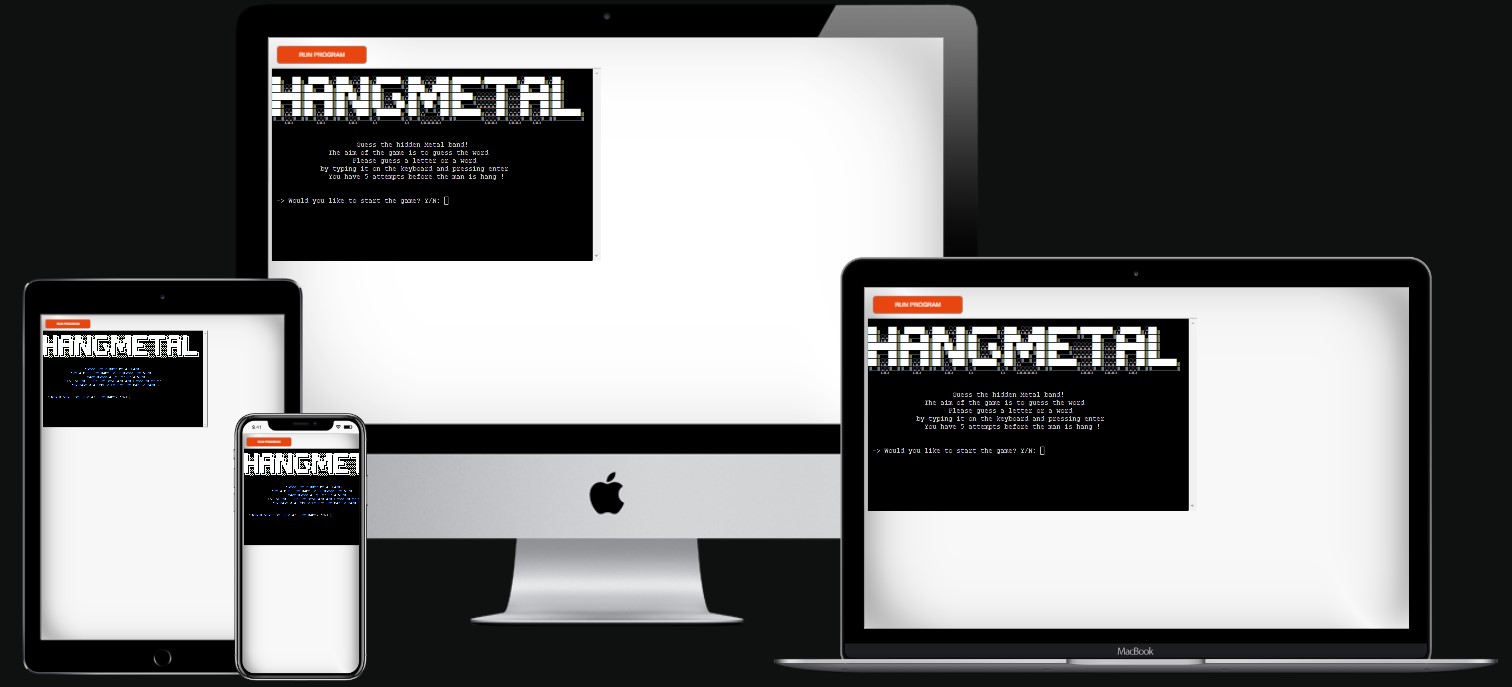 RUN PROGRAM
HANGMETAL
Guess the hidden Metal band!
The aim of the game is to guess the word
Please guess a letter or a word
by typing it on the keyboard and pressing enter
You have 5 attempts before the man is hang !
-> Would you like to start the game? Y/N:
RUN PROGRAM
HANGMETAL
RUN PROGRAM
HANGMETAL
Guess the hidden Metal band!
The aim of the game is to guess the word
Please guess a letter or a word
by typing it on the keyboard and pressing enter
You have 5 attempts before the man is hang !
-> Would you like to start the game? Y/N:
9:41
RUN PROGRAM
HANGMET
MacBook